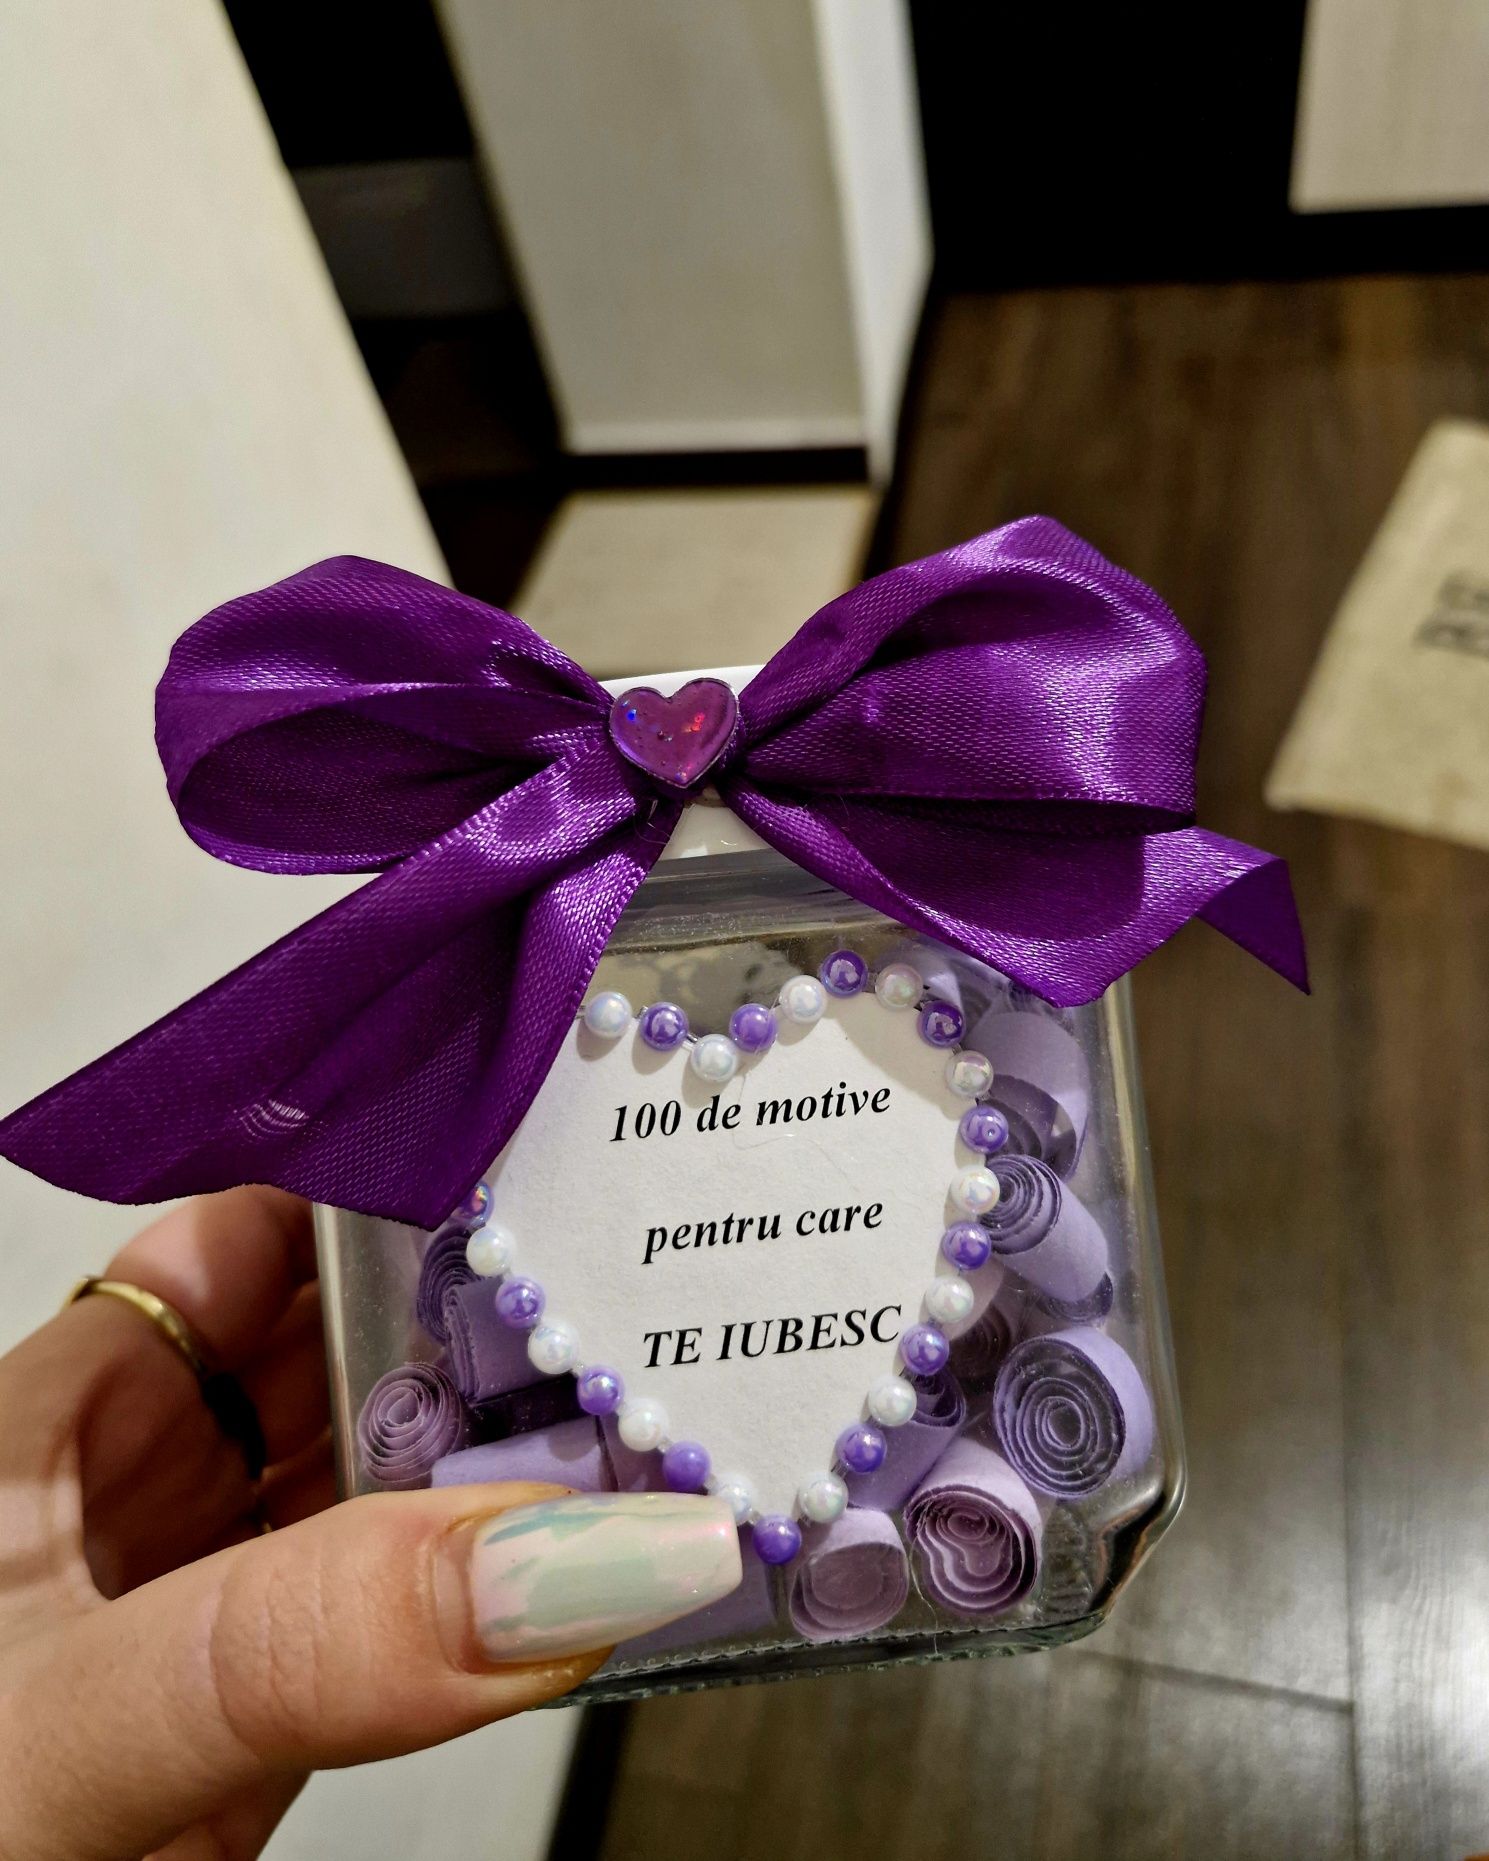 100 de motive
pentru care
TE IUBESC